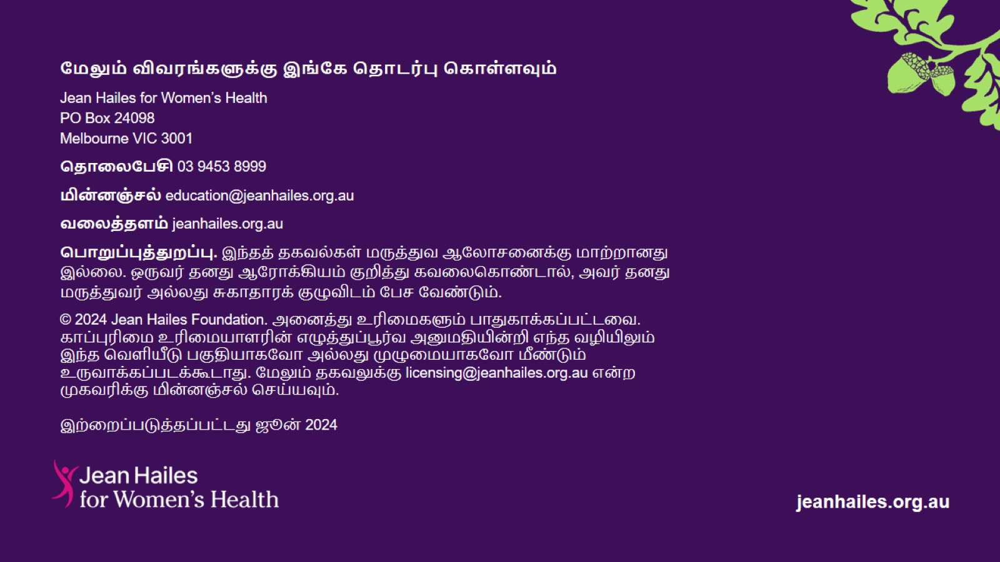 மேலும் விவரங்களுக்கு இங்கே தொடர்பு கொள்ளவும்
Jean Hailes for Women’s Health
PO Box 24098
Melbourne VIC 3001
தொலைபேசி 03 9453 8999
மின்னஞ்சல் education@jeanhailes.org.au
வலைத்தளம் jeanhailes.org.au
பொறுப்புத்துறப்பு. இந்தத் தகவல்கள் மருத்துவ ஆலோசனைக்கு மாற்றானது
இல்லை. ஒருவர் தனது ஆரோக்கியம் குறித்து கவலைகொண்டால், அவர் தனது
மருத்துவர் அல்லது சுகாதாரக் குழுவிடம் பேச வேண்டும்.
© 2024 Jean Hailes Foundation. அனைத்து உரிமைகளும் பாதுகாக்கப்பட்டவை.
காப்புரிமை உரிமையாளரின் எழுத்துப்பூர்வ அனுமதியின்றி எந்த வழியிலும்
இந்த வெளியீடு பகுதியாகவோ அல்லது முழுமையாகவோ மீண்டும்
உருவாக்கப்படக்கூடாது. மேலும் தகவலுக்கு licensing@jeanhailes.org.au என்ற
முகவரிக்கு மின்னஞ்சல் செய்யவும்.
இற்றைப்படுத்தப்பட்டது ஜூன் 2024
Jean Hailes
for Women’s Health
jeanhailes.org.au